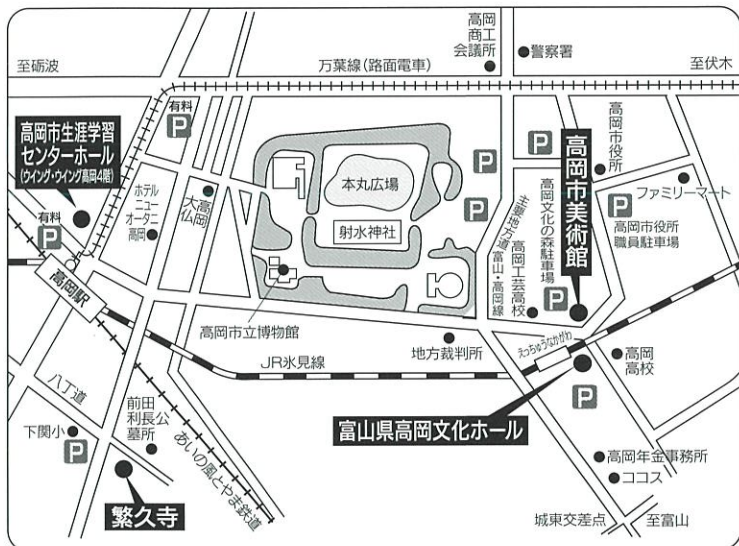 至砺波
万葉線（路面電車）
高岡
商工
会議所
警察署
至伏木
有料
P
高岡市生涯学習
センターホール
（ウイング・ウイング高岡4階）
有料
P
ホテル
ニュー
オータニ
高岡
高岡
大仏
本丸広場
射水神社
高岡市立博物館
P
P
P
高岡市役所
ファミリーマート
P
高岡市役所
職員駐車場
高岡市美術館
高岡文化の森駐車場
P
高岡工芸高校
主要地方道 富山・高岡線
高岡駅
JR氷見線
地方裁判所
えっちゅうなかがわ
高岡
高校
P
富山県高岡文化ホール
八丁道
下関小
P
前田
利長公
墓所
あいの風とやま鉄道
繁久寺
高岡年金事務所
ココス
城東交差点
至富山